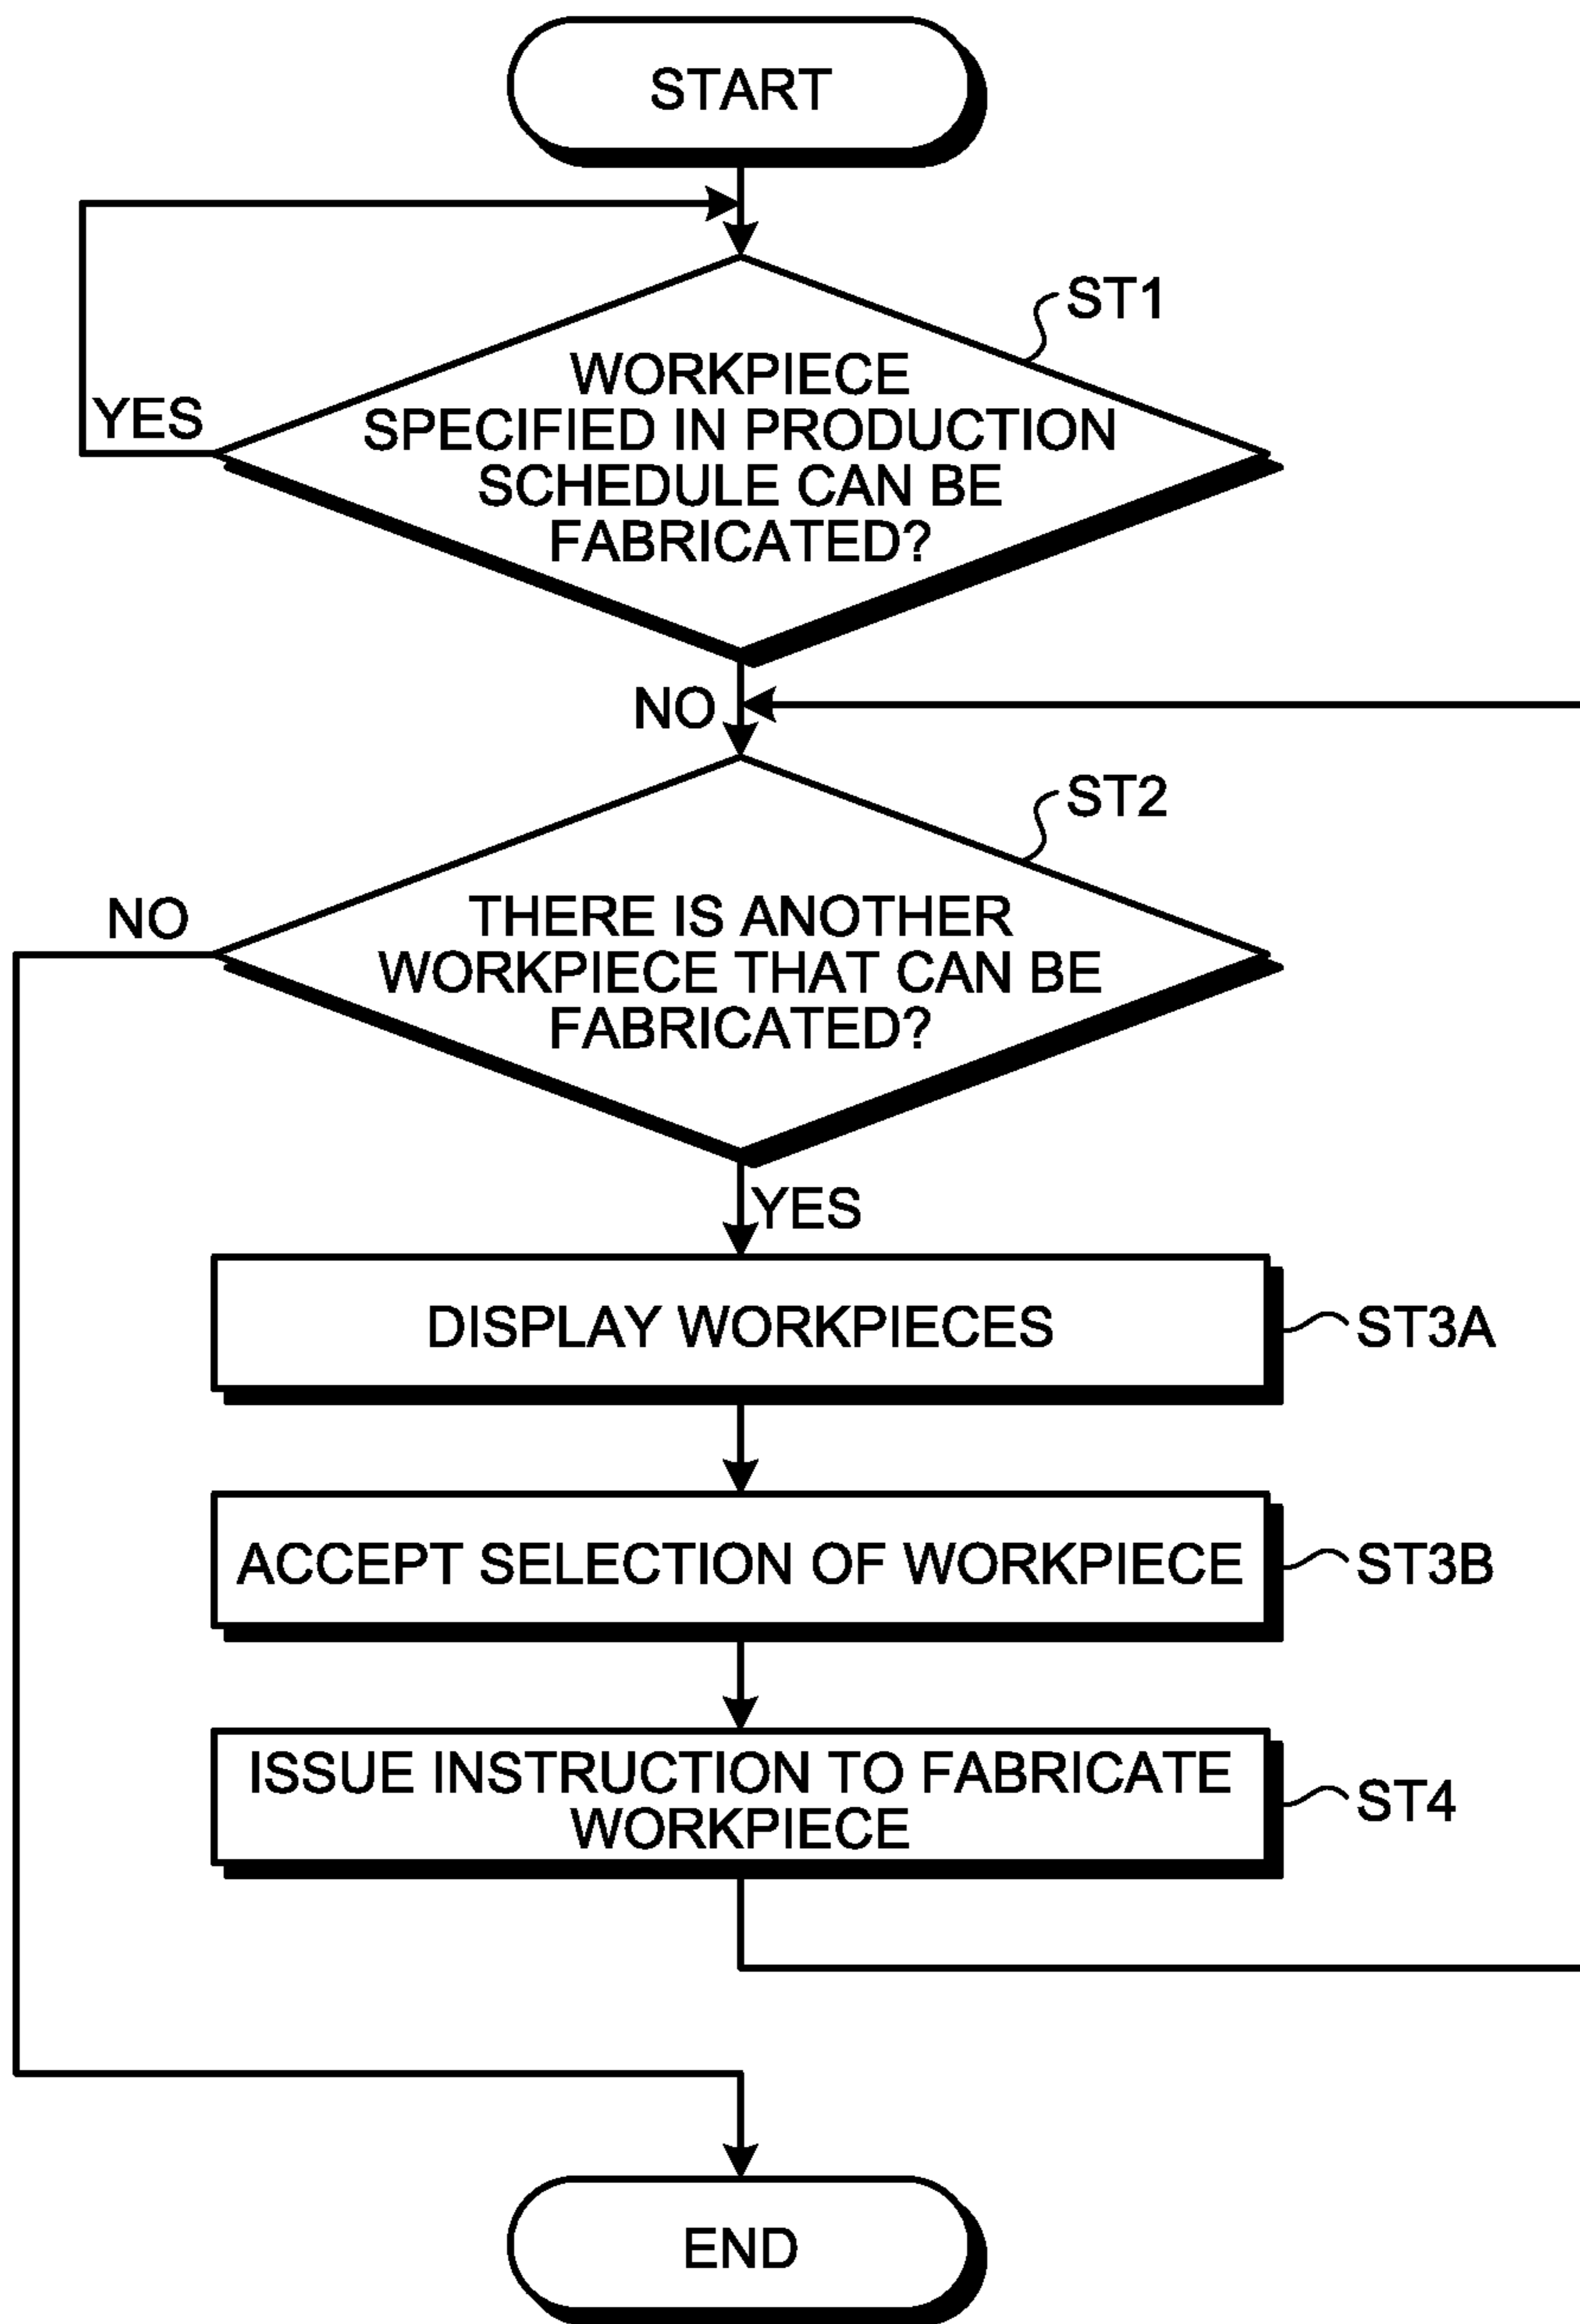 START
ST1
WORKPIECE
SPECIFIED IN PRODUCTION
SCHEDULE CAN BE
FABRICATED?
YES
NO
ST2
THERE IS ANOTHER
WORKPIECE THAT CAN BE
FABRICATED?
NO
YES
DISPLAY WORKPIECES
ST3A
ACCEPT SELECTION OF WORKPIECE
ST3B
ISSUE INSTRUCTION TO FABRICATE
WORKPIECE
ST4
END